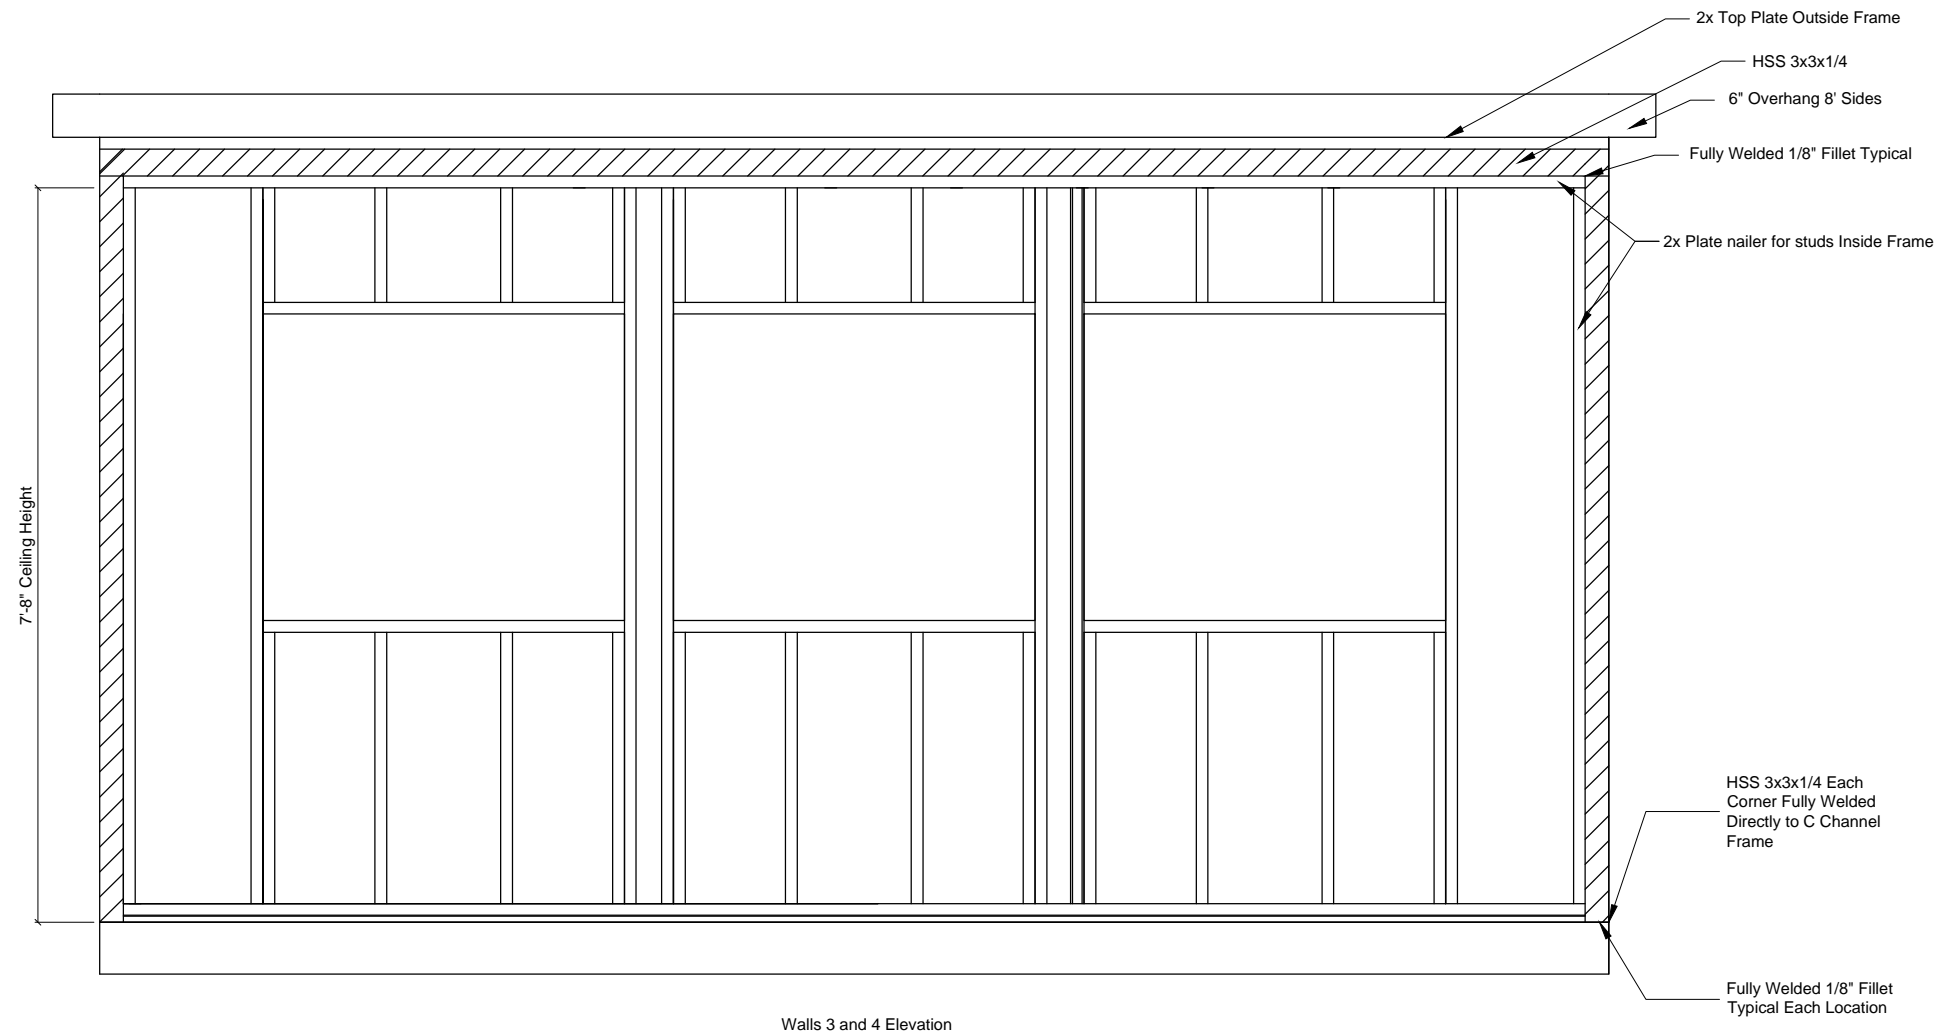 2x Top Plate Outside Frame
HSS 3x3x1/4
6" Overhang 8' Sides
Fully Welded 1/8" Fillet Typical
2x Plate nailer for studs Inside Frame
7'-8" Ceiling Height
HSS 3x3x1/4 Each
Corner Fully Welded
Directly to C Channel
Frame
Fully Welded 1/8" Fillet
Typical Each Location
Walls 3 and 4 Elevation